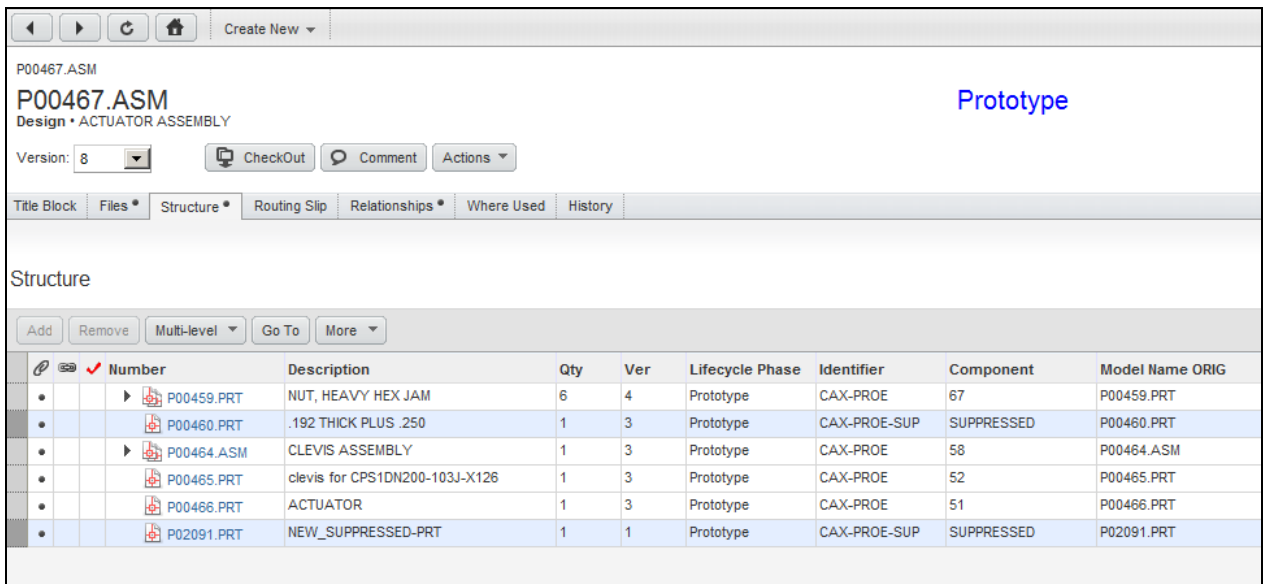 Create New
P00467.ASM
P00467.ASM
Prototype
Design • ACTUATOR ASSEMBLY
Version: 8 CheckOut Comment Actions
Title Block Files Structure Routing Slip Relationships Where Used History
Structure
Add Remove Multi-level Go To More
Number Description Qty Ver Lifecycle Phase Identifier Component Model Name ORIG
P00459.PRT NUT, HEAVY HEX JAM 6 4 Prototype CAX-PROE 67 P00459.PRT
P00460.PRT .192 THICK PLUS .250 1 3 Prototype CAX-PROE-SUP SUPPRESSED P00460.PRT
P00464.ASM CLEVIS ASSEMBLY 1 3 Prototype CAX-PROE 58 P00464.ASM
P00465.PRT clevis for CPS1DN200-103J-X126 1 3 Prototype CAX-PROE 52 P00465.PRT
P00466.PRT ACTUATOR 1 3 Prototype CAX-PROE 51 P00466.PRT
P02091.PRT NEW_SUPPRESSED-PRT 1 1 Prototype CAX-PROE-SUP SUPPRESSED P02091.PRT